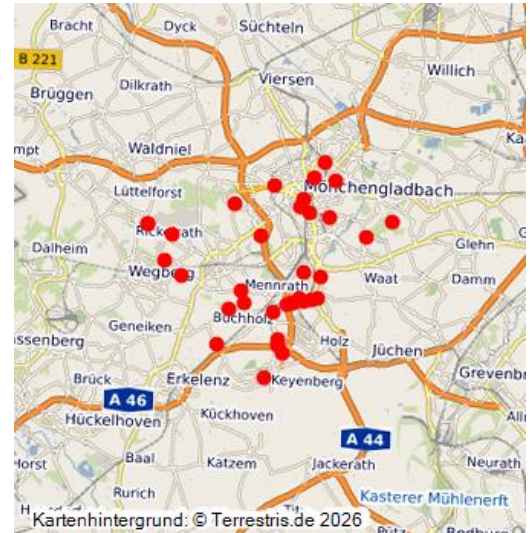 Bracht
Dyck
Süchteln
B 221
Viersen
Willich
Brüggen
Dilkrath
Waldniel
Lüttelforst
Mönchengladbach
Dalheim
Glehn
Wegberg
Mennrath
Waat
Damm
Geneiken
Buchholz
Holz
Jüchen
Brück
Erkelenz
Keyenberg
A 46
Kückhoven
Hückelhoven
A 44
Horst
Baal
Katzem
Jackerath
Neurath
Rurich
Kasterer Mühlenerft
Kartenhintergrund: © Terrestris.de 2026